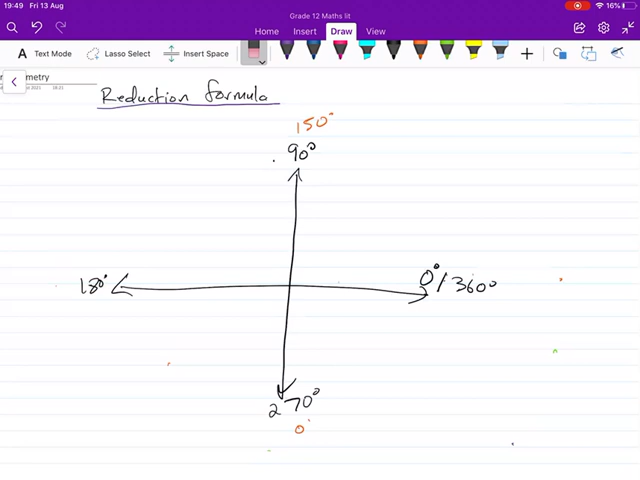 19:49 Fri 13 Aug
Grade 12 Maths lit
16%
Home Insert Draw View
Text Mode Lasso Select Insert Space
Reduction formula
150°
90°
180°
0°/360°
270°
0°